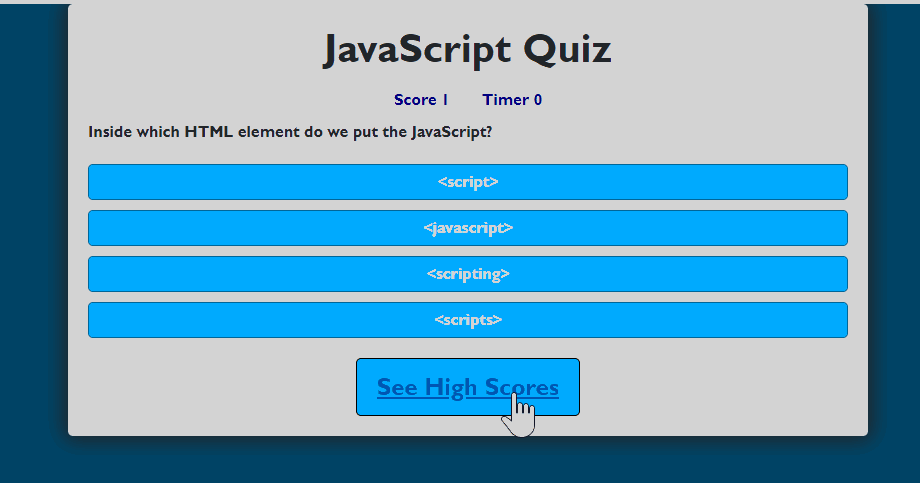 JavaScript Quiz
Score 1 Timer 0
Inside which HTML element do we put the JavaScript?
<script>
<javascript>
<scripting>
<scripts>
See High Scores